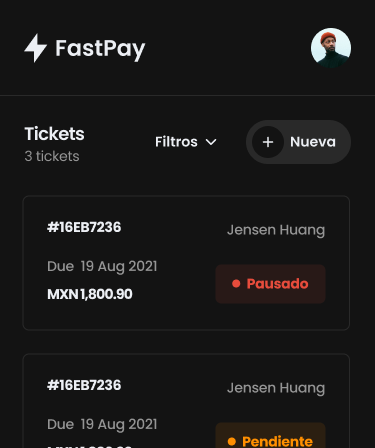 FastPay
Tickets
3 tickets
Filtros
Nueva
#16EB7236
Jensen Huang
Due 19 Aug 2021
MXN1,800.90
Pausado
#16EB7236
Jensen Huang
Due 19 Aug 2021
Pendiente